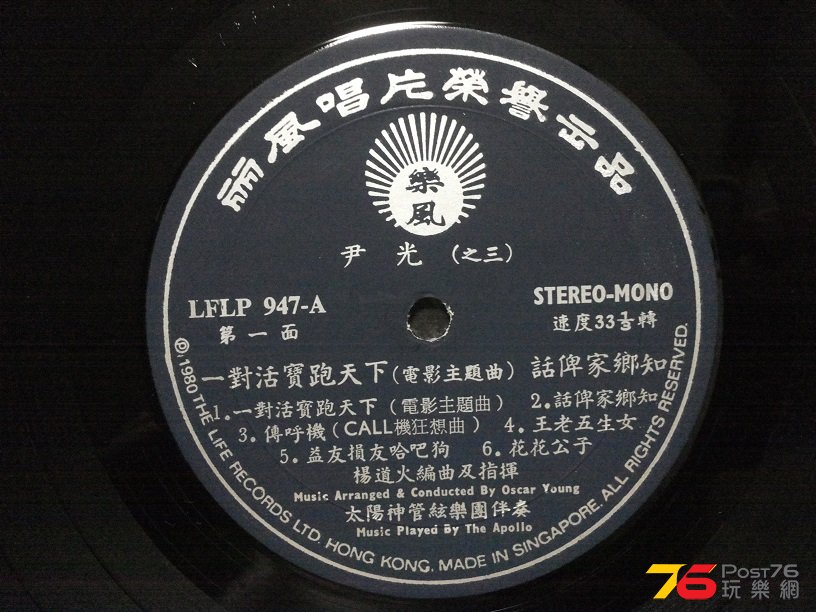 丽風唱片榮譽出品
樂風
尹光 (之三)
LFLP 947-A
第一面
STEREO-MONO
速度33⅓轉
一對活寶跑天下(電影主題曲) 話俾家鄉知
1.一對活寶跑天下(電影主題曲) 2.話俾家鄉知
3.傳呼機(CALL機狂想曲) 4.王老五生女
5.益友損友哈吧狗 6.花花公子
楊道火編曲及指揮
Music Arranged & Conducted By Oscar Young
太陽神管絃樂團伴奏
Music Played By The Apollo
Ⓟ1980 THE LIFE RECORDS LTD. HONG KONG. MADE IN SINGAPORE. ALL RIGHTS RESERVED.
76 POST76
玩樂網